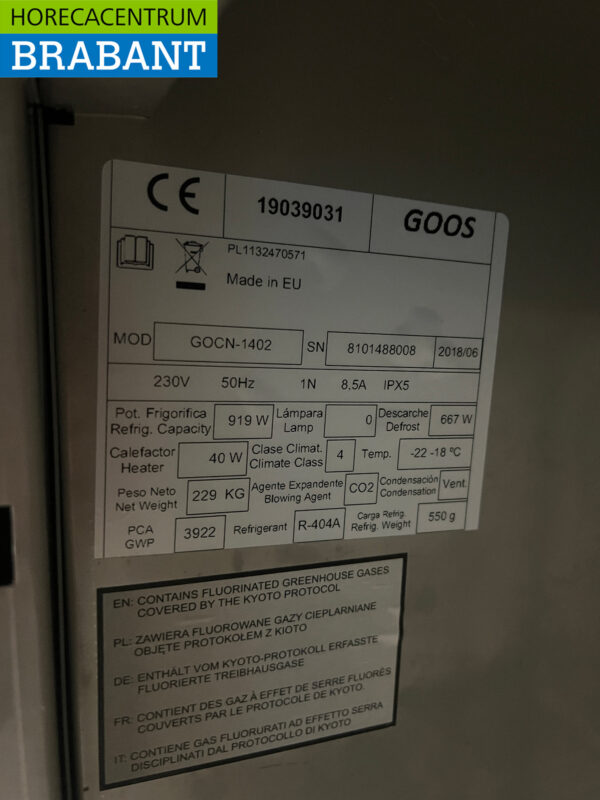 HORECACENTRUM
BRABANT
CE
19039031
GOOS
PL1132470571
Made in EU
MOD GOCN-1402 SN 8101488008 2018/06
230V 50Hz 1N 8.5A IPX5
Pot. Frigorifica
Refrig. Capacity 919 W Lámpara
Lamp 0 Descarche
Defrost 667 W
Calefactor
Heater 40 W Clase Climat.
Climate Class 4 Temp. -22 -18 ºC
Peso Neto
Net Weight 229 KG Agente Expandente
Blowing Agent CO2 Condensación
Condensation Vent.
PCA
GWP 3922 Refrigerant R-404A Carga Refrig.
Refrig. Weight 550 g
EN: CONTAINS FLUORINATED GREENHOUSE GASES
COVERED BY THE KYOTO PROTOCOL
PL: ZAWIERA FLUOROWANE GAZY CIEPLARNIANE
OBJĘTE PROTOKOŁEM Z KIOTO
DE: ENTHÄLT VOM KYOTO-PROTOKOLL ERFASSTE
FLUORIERTE TREIBHAUSGASE
FR: CONTIENT DES GAZ À EFFET DE SERRE FLUORÉS
COUVERTS PAR LE PROTOCOLE DE KYOTO.
IT: CONTIENE GAS FLUORURATI AD EFFETTO SERRA
DISCIPLINATI DAL PROTOCOLLO DI KYOTO